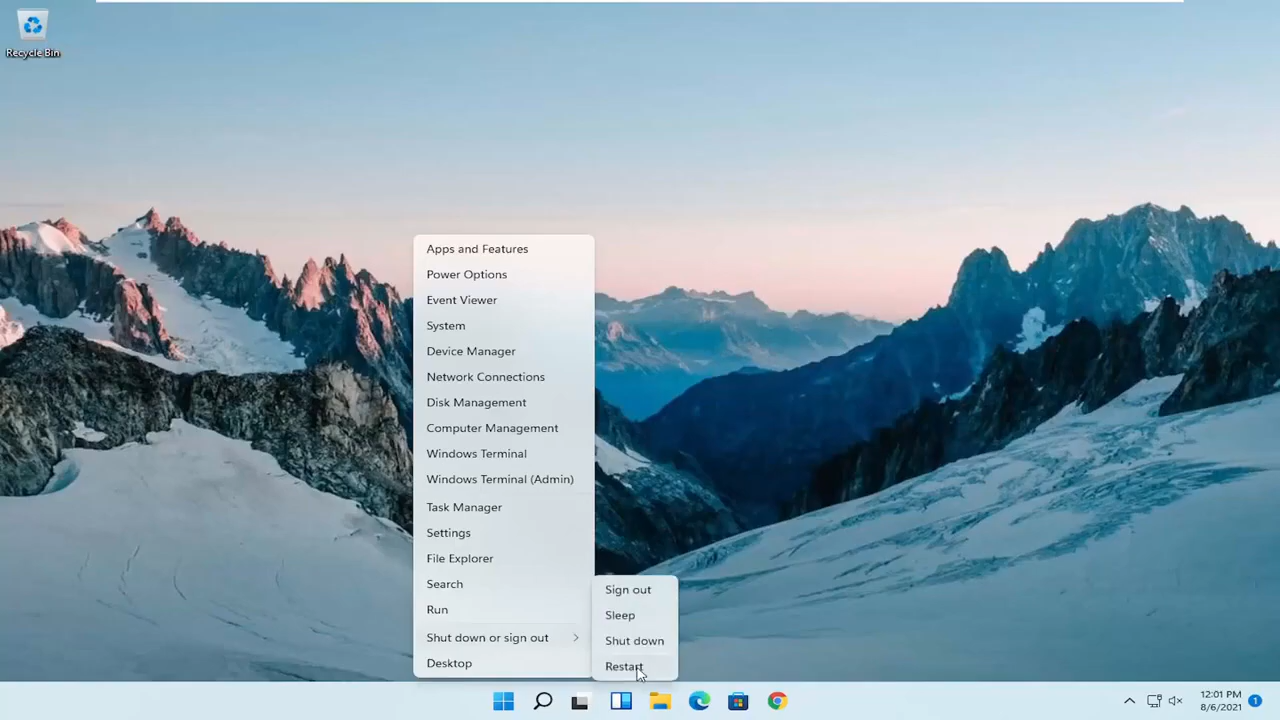 Recycle Bin
Apps and Features
Power Options
Event Viewer
System
Device Manager
Network Connections
Disk Management
Computer Management
Windows Terminal
Windows Terminal (Admin)
Task Manager
Settings
File Explorer
Search
Run
Shut down or sign out
Desktop
Sign out
Sleep
Shut down
Restart
12:01 PM
8/6/2021
1